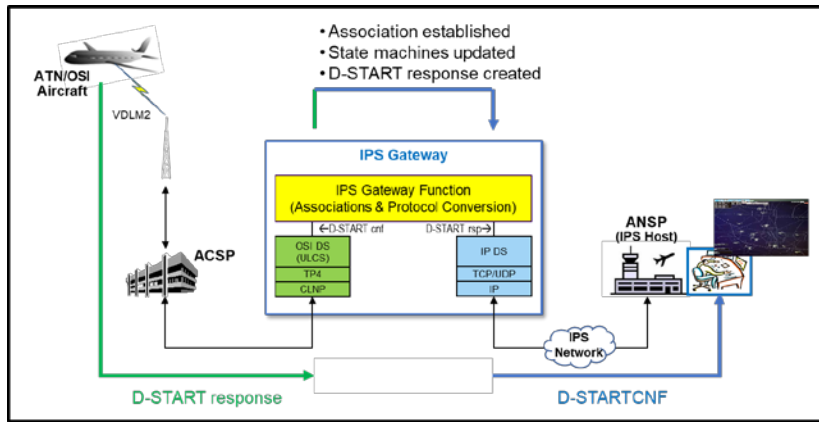 • Association established
• State machines updated
• D-START response created
ATN/OSI
Aircraft
VDLM2
IPS Gateway
IPS Gateway Function
(Associations & Protocol Conversion)
←D-START cnf
D-START rsp→
OSI DS
(ULCS)
TP4
CLNP
IP DS
TCP/UDP
IP
ACSP
ANSP
(IPS Host)
IPS
Network
D-START response
D-STARTCNF